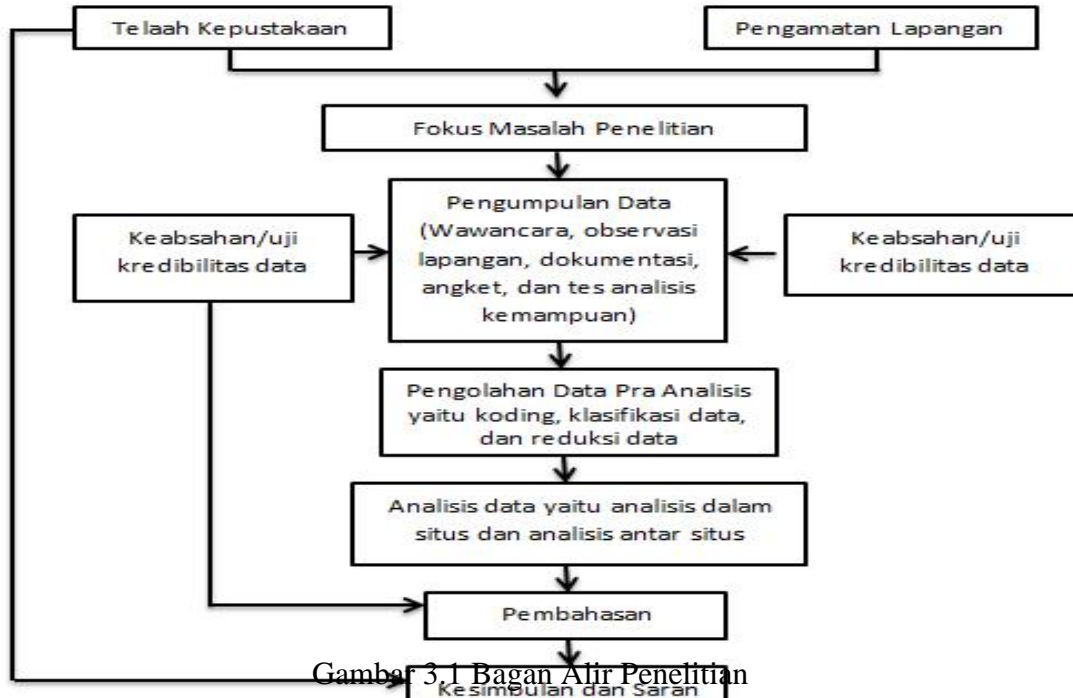 Telaah Kepustakaan
Pengamatan Lapangan
Fokus Masalah Penelitian
Pengumpulan Data
(Wawancara, observasi
lapangan, dokumentasi,
angket, dan tes analisis
kemampuan)
Keabsahan/uji
kredibilitas data
Keabsahan/uji
kredibilitas data
Pengolahan Data Pra Analisis
yaitu koding, klasifikasi data,
dan reduksi data
Analisis data yaitu analisis dalam
situs dan analisis antar situs
Pembahasan
Gambar 3.1 Bagan Alir Penelitian
Kesimpulan dan Saran